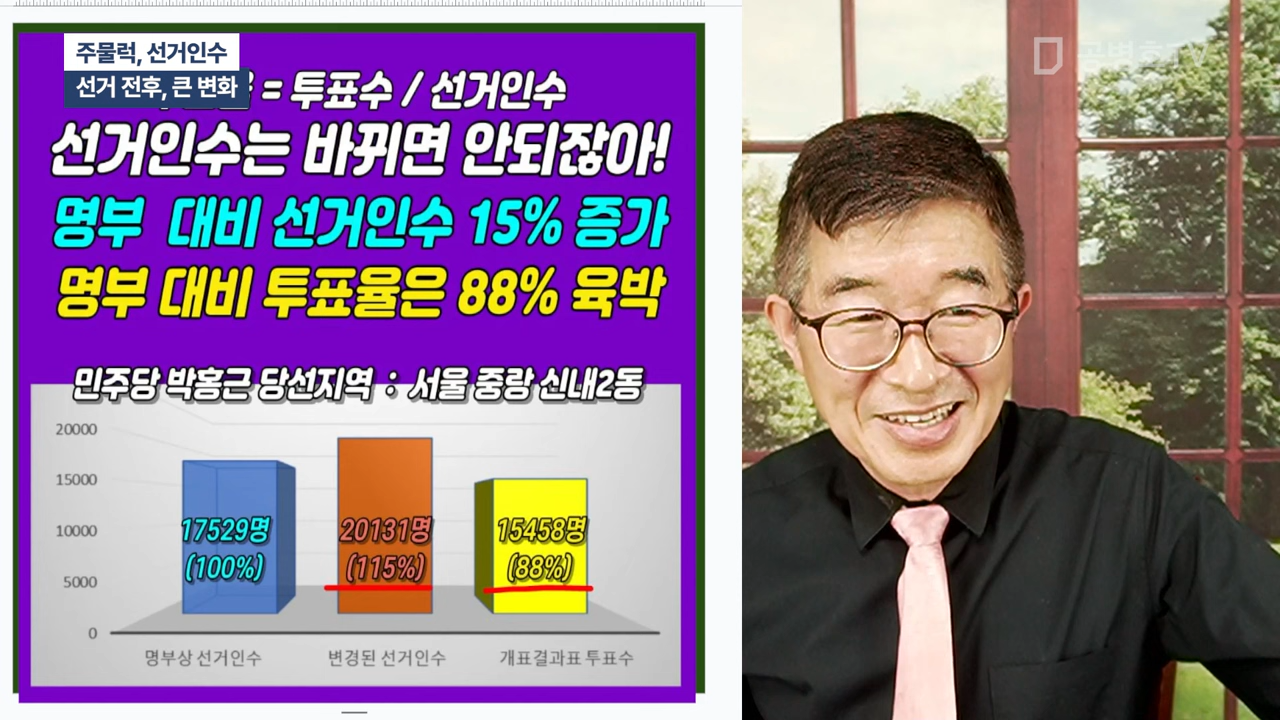 주물럭, 선거인수
선거 전후, 큰 변화
= 투표수 / 선거인수
선거인수는 바뀌면 안되잖아!
명부 대비 선거인수 15% 증가
명부 대비 투표율은 88% 육박
민주당 박홍근 당선지역 : 서울 중랑 신내2동
20000
15000
10000
5000
0
17529명
(100%)
20131명
(115%)
15458명
(88%)
명부상 선거인수
변경된 선거인수
개표결과표 투표수
공병호TV